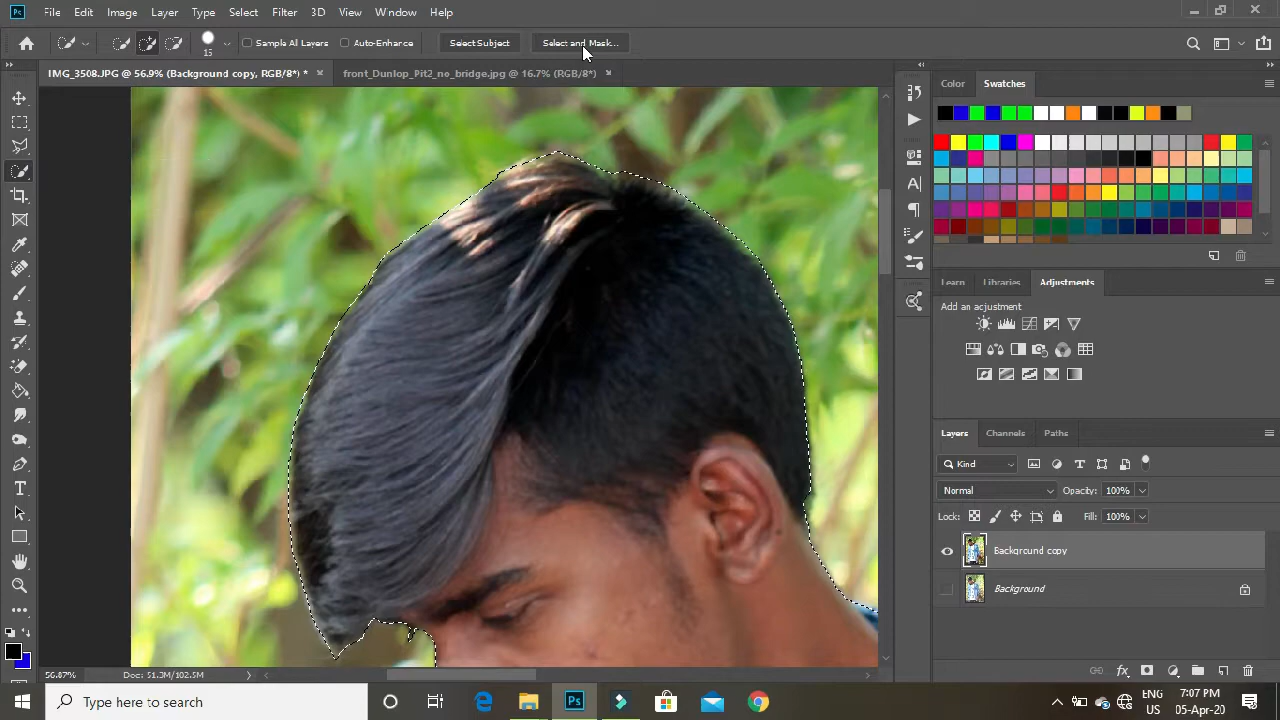 Ps File Edit Image Layer Type Select Filter 3D View Window Help
15 Sample All Layers Auto-Enhance Select Subject Select and Mask...
IMG_3508.JPG @ 56.9% (Background copy, RGB/8*) * × front_Dunlop_Pit2_no_bridge.jpg @ 16.7% (RGB/8*) ×
Color Swatches
Learn Libraries Adjustments
Add an adjustment
Layers Channels Paths
Kind
Normal Opacity: 100%
Lock: Fill: 100%
Background copy
Background
56.87% Doc: 51.3M/102.5M
Type here to search
ENG
US
7:07 PM
05-Apr-20